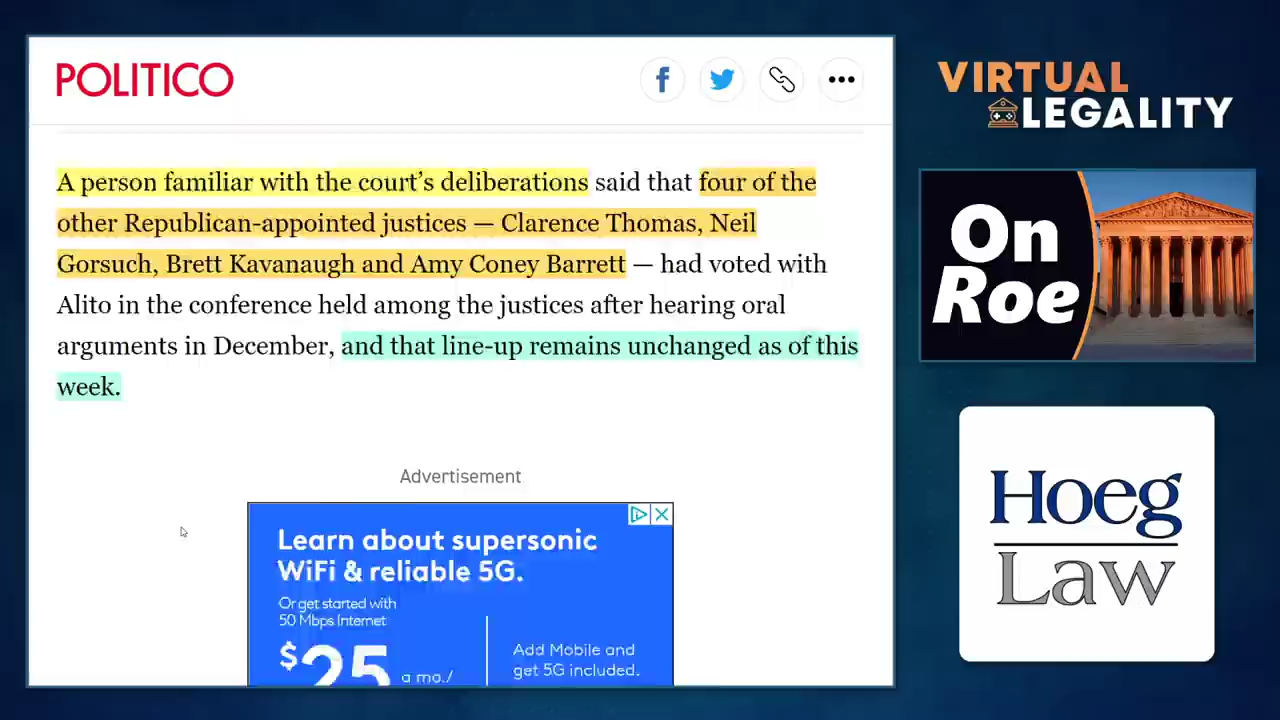 POLITICO
A person familiar with the court’s deliberations said that four of the
other Republican-appointed justices — Clarence Thomas, Neil
Gorsuch, Brett Kavanaugh and Amy Coney Barrett — had voted with
Alito in the conference held among the justices after hearing oral
arguments in December, and that line-up remains unchanged as of this
week.
Advertisement
Learn about supersonic
WiFi & reliable 5G.
Or get started with
50 Mbps Internet
$25 a mo./
Add Mobile and
get 5G included.
VIRTUAL
LEGALITY
On
Roe
Hoeg
Law